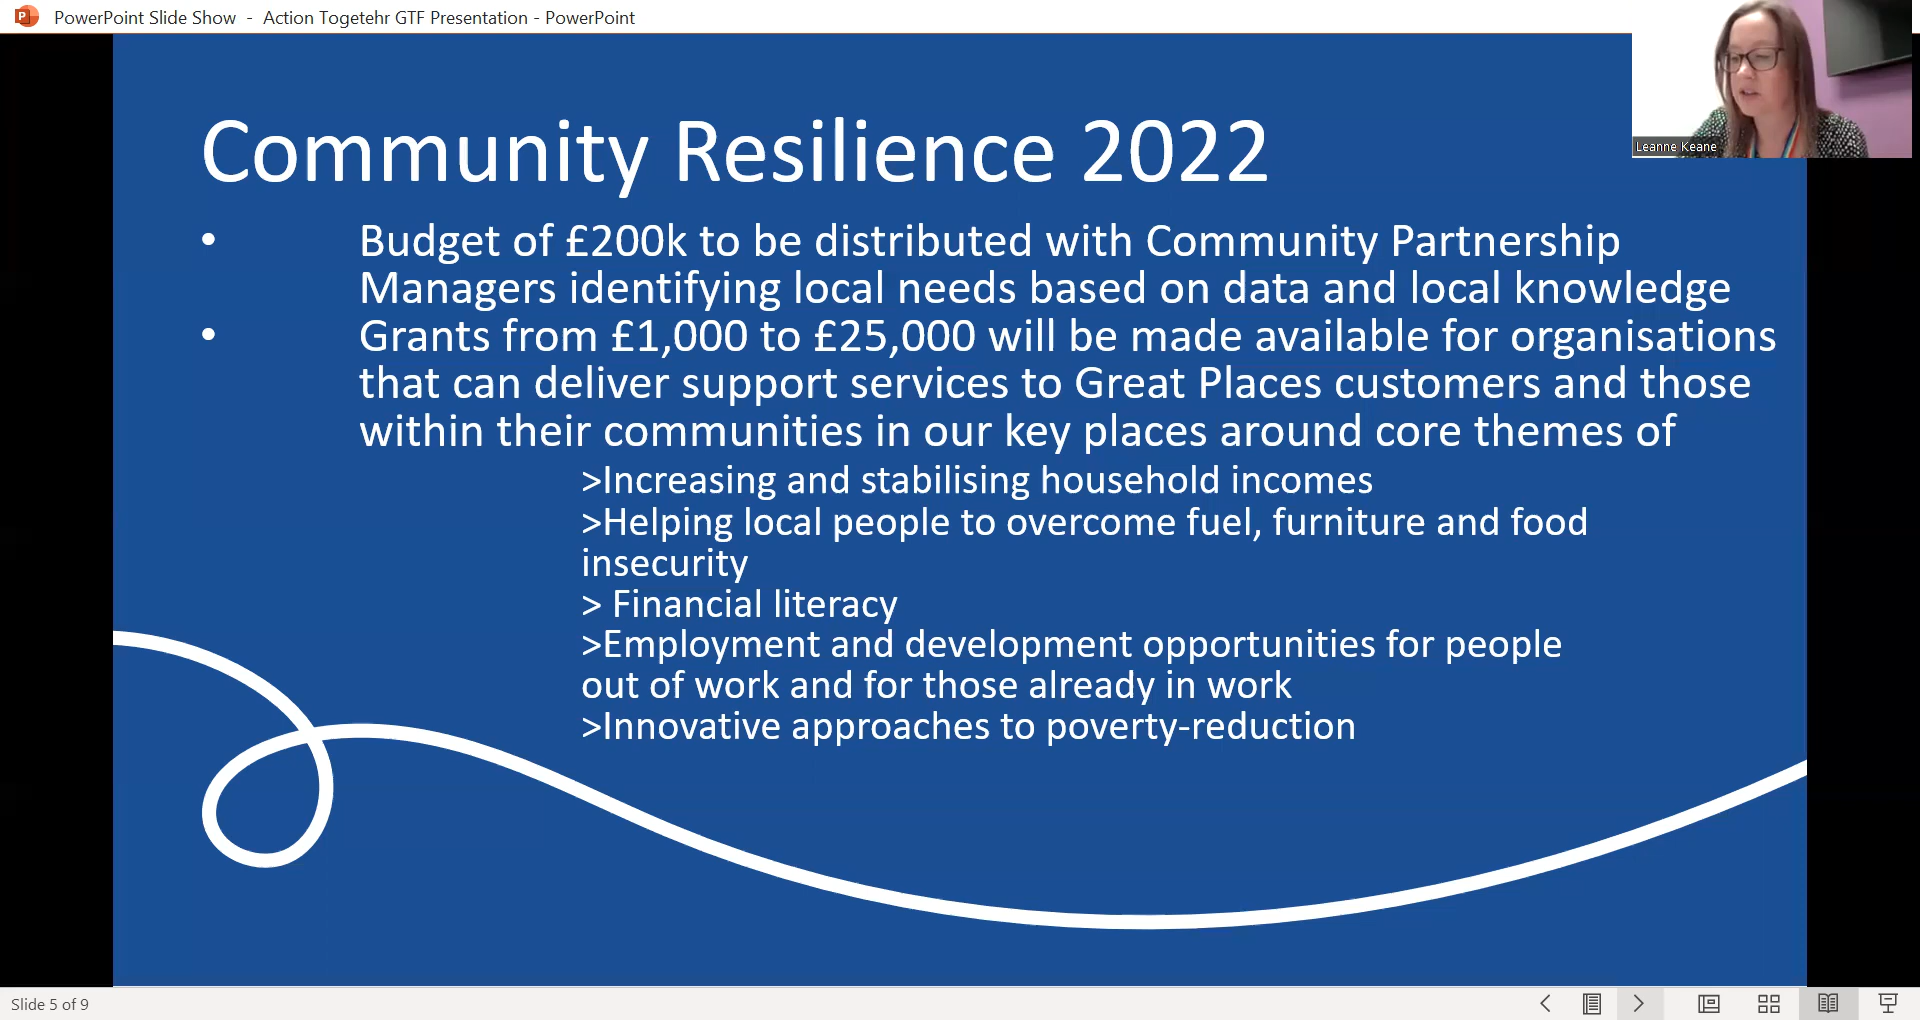 PowerPoint Slide Show - Action Togetehr GTF Presentation - PowerPoint
Leanne Keane
Community Resilience 2022
• Budget of £200k to be distributed with Community Partnership
Managers identifying local needs based on data and local knowledge
• Grants from £1,000 to £25,000 will be made available for organisations
that can deliver support services to Great Places customers and those
within their communities in our key places around core themes of
>Increasing and stabilising household incomes
>Helping local people to overcome fuel, furniture and food
insecurity
> Financial literacy
>Employment and development opportunities for people
out of work and for those already in work
>Innovative approaches to poverty-reduction
Slide 5 of 9